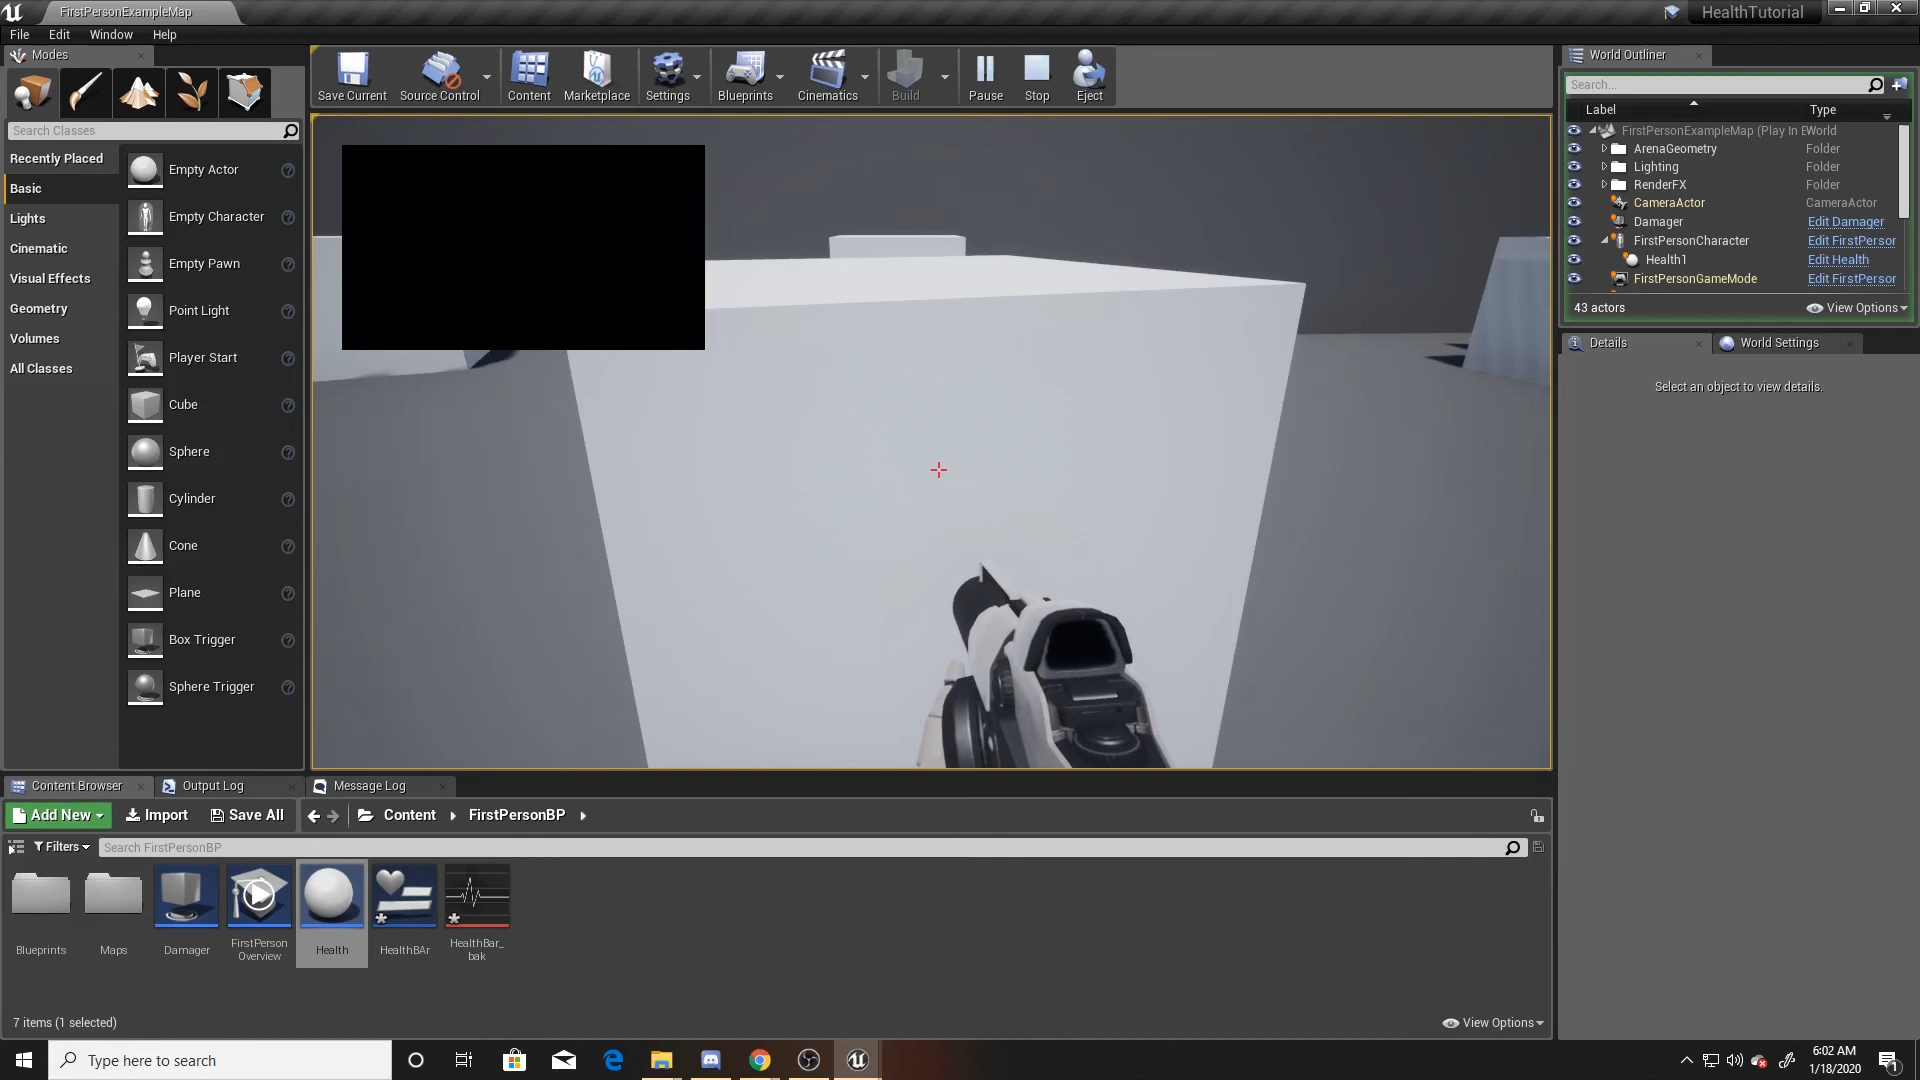 FirstPersonExampleMap
HealthTutorial
File Edit Window Help
Modes
Save Current
Source Control
Content
Marketplace
Settings
Blueprints
Cinematics
Build
Pause
Stop
Eject
Search Classes
Recently Placed
Basic
Lights
Cinematic
Visual Effects
Geometry
Volumes
All Classes
Empty Actor
Empty Character
Empty Pawn
Point Light
Player Start
Cube
Sphere
Cylinder
Cone
Plane
Box Trigger
Sphere Trigger
World Outliner
Search...
Label Type
FirstPersonExampleMap (Play In E World
ArenaGeometry Folder
Lighting Folder
RenderFX Folder
CameraActor CameraActor
Damager Edit Damager
FirstPersonCharacter Edit FirstPerson
Health1 Edit Health
FirstPersonGameMode Edit FirstPersor
43 actors View Options
Details World Settings
Select an object to view details.
Content Browser Output Log Message Log
Add New Import Save All Content FirstPersonBP
Filters Search FirstPersonBP
Blueprints
Maps
Damager
FirstPerson
Overview
Health
HealthBAr
HealthBar_
bak
7 items (1 selected) View Options
Type here to search
6:02 AM
1/18/2020
1